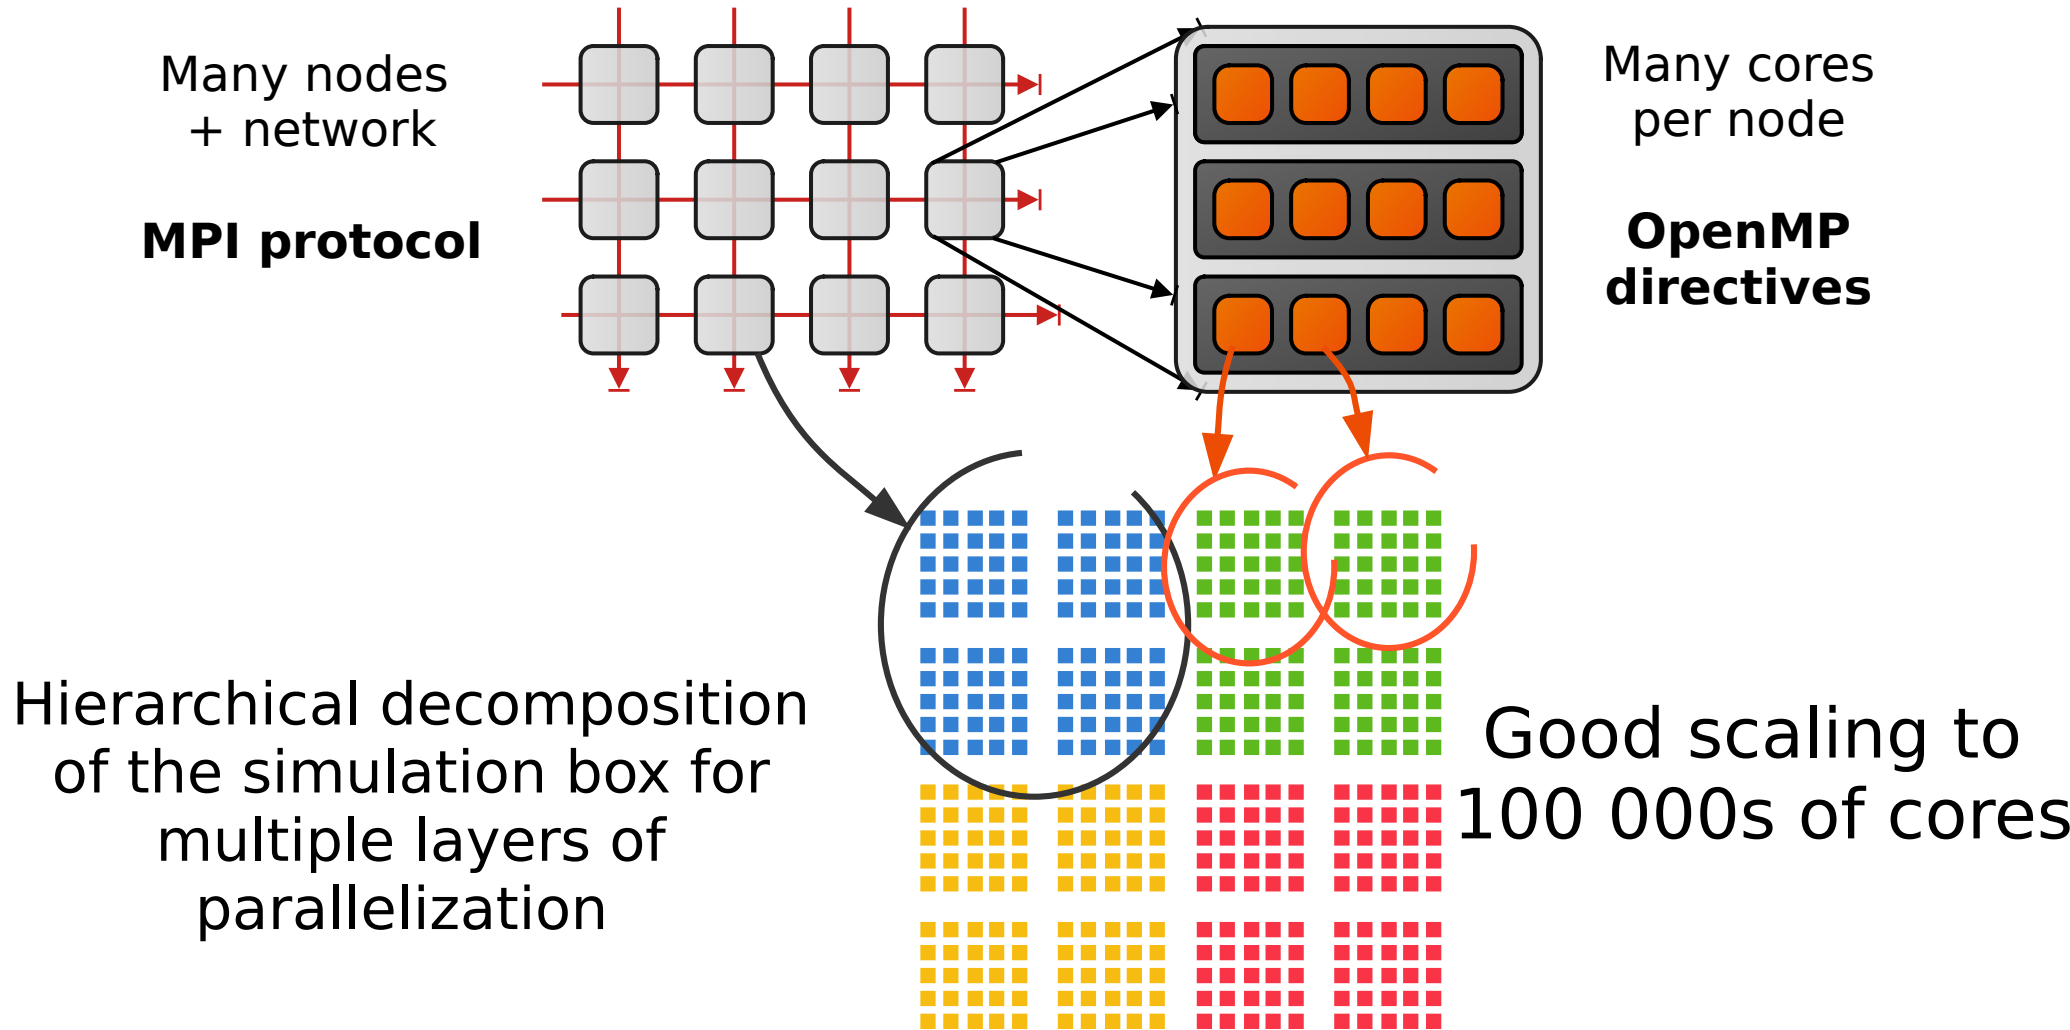 Many nodes
+ network
MPI protocol
Many cores
per node
OpenMP
directives
Hierarchical decomposition
of the simulation box for
multiple layers of
parallelization
Good scaling to
100 000s of cores